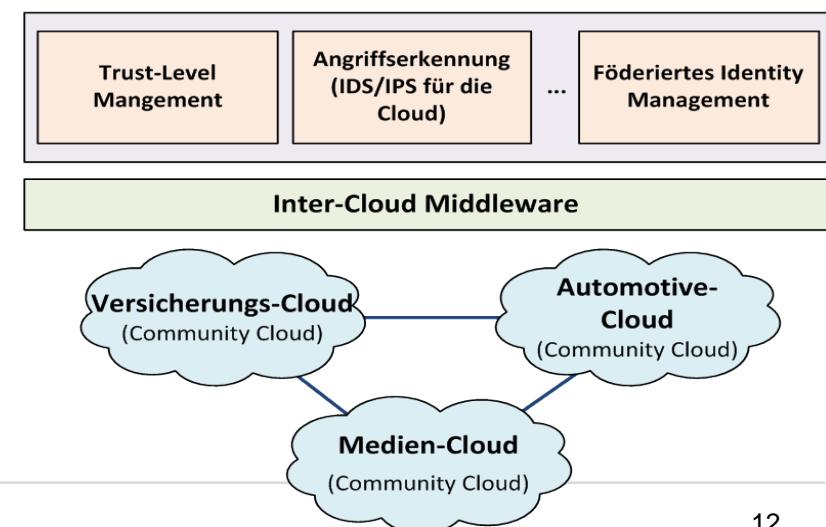 Trust-Level
Mangement
Angriffserkennung
(IDS/IPS für die
Cloud)
...
Föderiertes Identity
Management
Inter-Cloud Middleware
Versicherungs-Cloud
(Community Cloud)
Automotive-
Cloud
(Community Cloud)
Medien-Cloud
(Community Cloud)
12